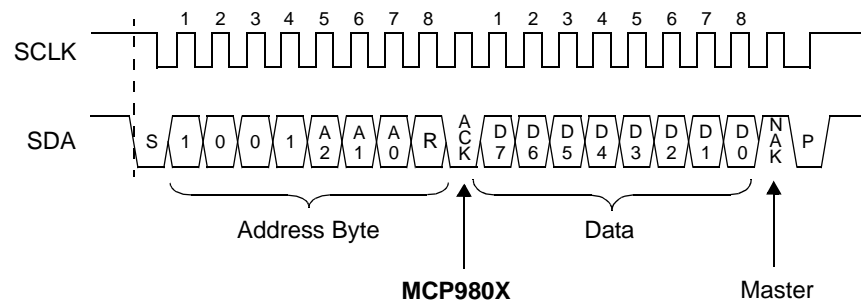 1 2 3 4 5 6 7 8 1 2 3 4 5 6 7 8
SCLK
SDA S 1 0 0 1 A2 A1 A0 R ACK D7 D6 D5 D4 D3 D2 D1 D0 NAK P
Address Byte Data
MCP980X Master